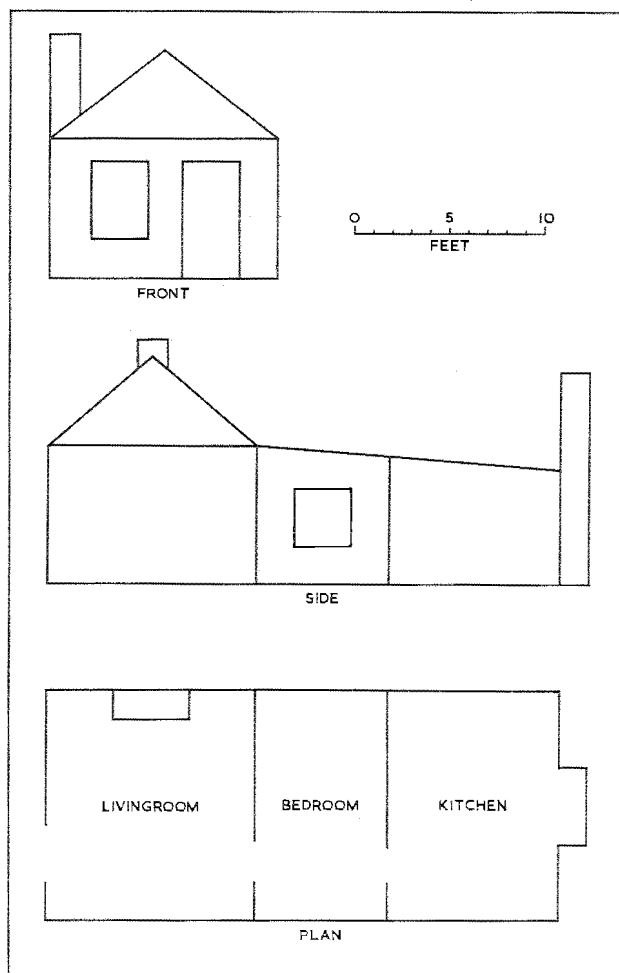 0 5 10
FEET
FRONT
SIDE
LIVINGROOM BEDROOM KITCHEN
PLAN